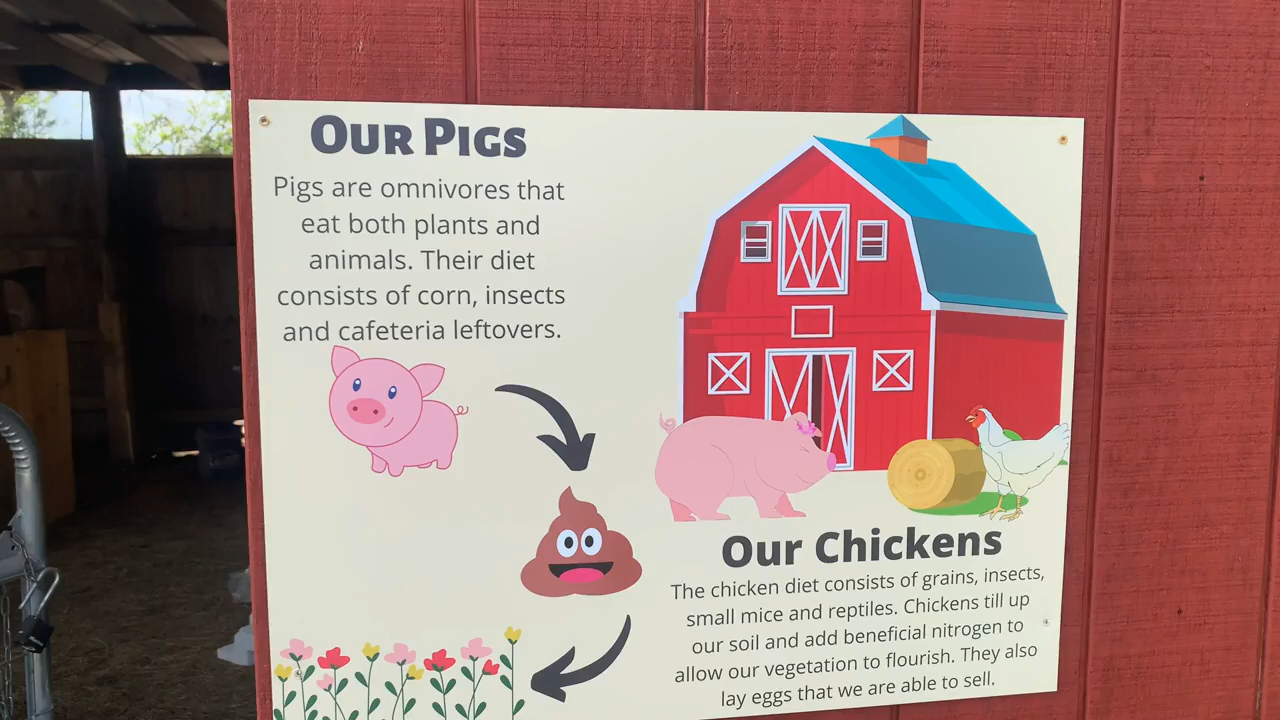 OUR PIGS
Pigs are omnivores that
eat both plants and
animals. Their diet
consists of corn, insects
and cafeteria leftovers.
Our Chickens
The chicken diet consists of grains, insects,
small mice and reptiles. Chickens till up
our soil and add beneficial nitrogen to
allow our vegetation to flourish. They also
lay eggs that we are able to sell.